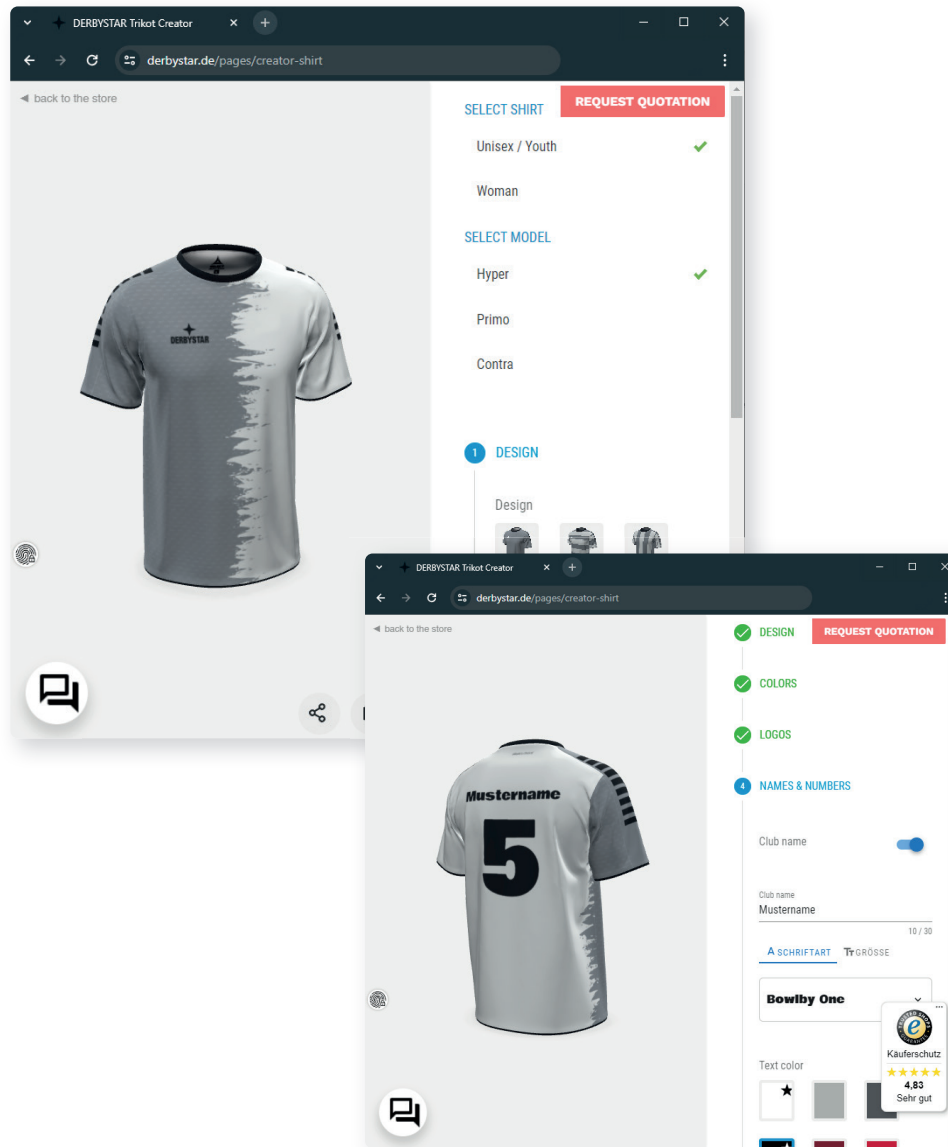 DERBYSTAR Trikot Creator
derbystar.de/pages/creator-shirt
◄ back to the store
REQUEST QUOTATION
SELECT SHIRT
Unisex / Youth
Woman
SELECT MODEL
Hyper
Primo
Contra
1 DESIGN
Design
DERBYSTAR
DERBYSTAR Trikot Creator
derbystar.de/pages/creator-shirt
◄ back to the store
DESIGN
REQUEST QUOTATION
COLORS
LOGOS
4 NAMES & NUMBERS
Club name
Club name
Mustername
10 / 30
A SCHRIFTART TT GRÖSSE
Bowlby One
Text color
Mustername
5
e
Käuferschutz
4,83
Sehr gut